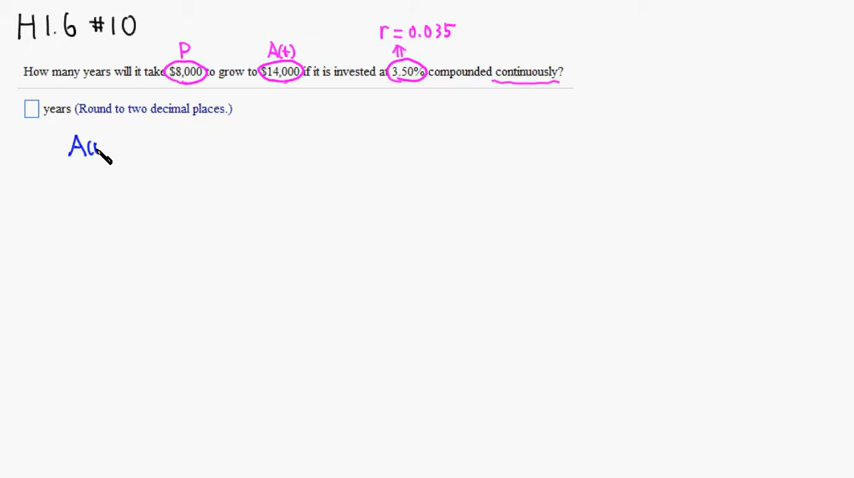 H1.6 #10
r = 0.035
P A(t)
How many years will it take $8,000 to grow to $14,000 if it is invested at 3.50% compounded continuously?
years (Round to two decimal places.)
A(